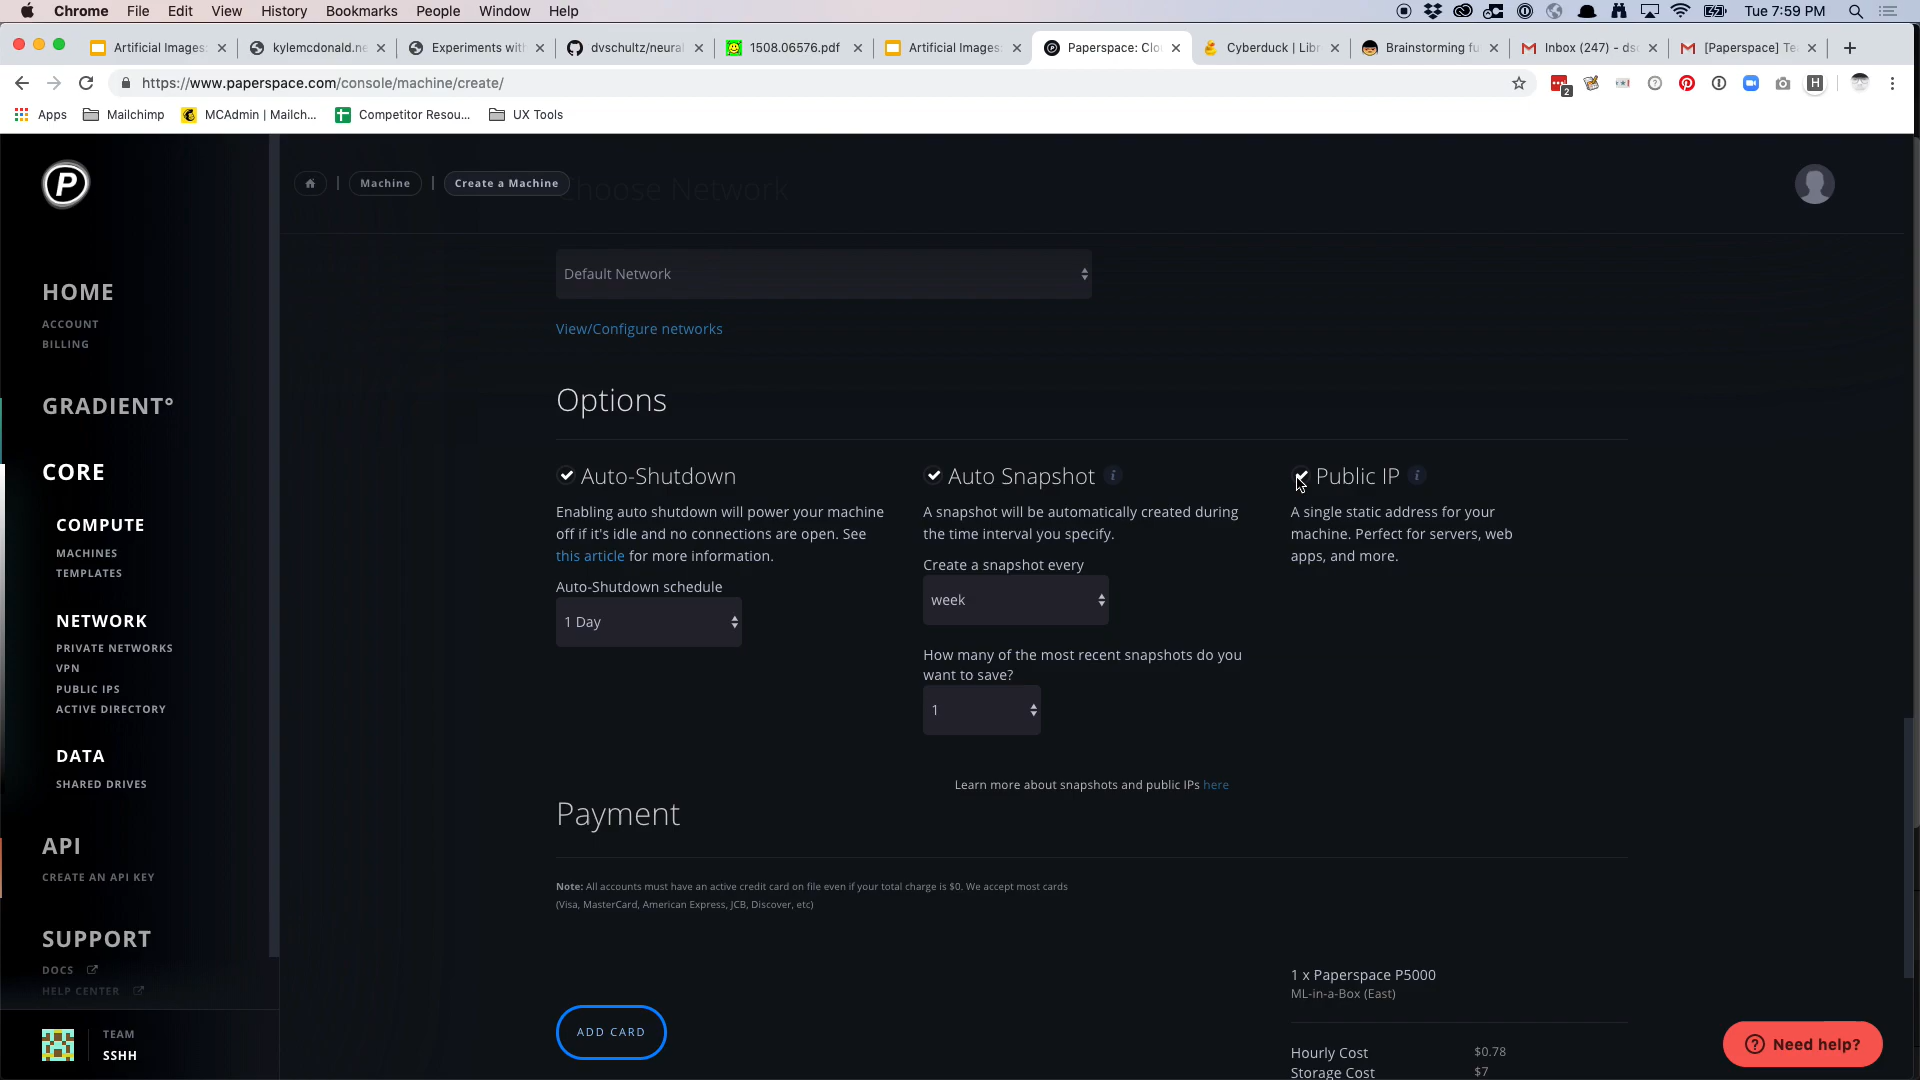 Chrome File Edit View History Bookmarks People Window Help Tue 7:59 PM
Artificial Images: kylemcdonald.ne Experiments with dvschultz/neural 1508.06576.pdf Artificial Images: Paperspace: Clo Cyberduck | Libr Brainstorming fu Inbox (247) - ds [Paperspace] Te
https://www.paperspace.com/console/machine/create/
2 H
Apps Mailchimp MCAdmin | Mailch... Competitor Resou... UX Tools
P
Machine | Create a Machine
Choose Network
HOME
ACCOUNT
BILLING
GRADIENT°
CORE
COMPUTE
MACHINES
TEMPLATES
NETWORK
PRIVATE NETWORKS
VPN
PUBLIC IPS
ACTIVE DIRECTORY
DATA
SHARED DRIVES
API
CREATE AN API KEY
SUPPORT
DOCS
HELP CENTER
TEAM
SSHH
Default Network
View/Configure networks
Options
Auto-Shutdown
Enabling auto shutdown will power your machine
off if it's idle and no connections are open. See
this article for more information.
Auto-Shutdown schedule
1 Day
Auto Snapshot i
A snapshot will be automatically created during
the time interval you specify.
Create a snapshot every
week
How many of the most recent snapshots do you
want to save?
1
Public IP i
A single static address for your
machine. Perfect for servers, web
apps, and more.
Learn more about snapshots and public IPs here
Payment
Note: All accounts must have an active credit card on file even if your total charge is $0. We accept most cards
(Visa, MasterCard, American Express, JCB, Discover, etc)
ADD CARD
1 x Paperspace P5000
ML-in-a-Box (East)
Hourly Cost $0.78
Storage Cost $7
Need help?